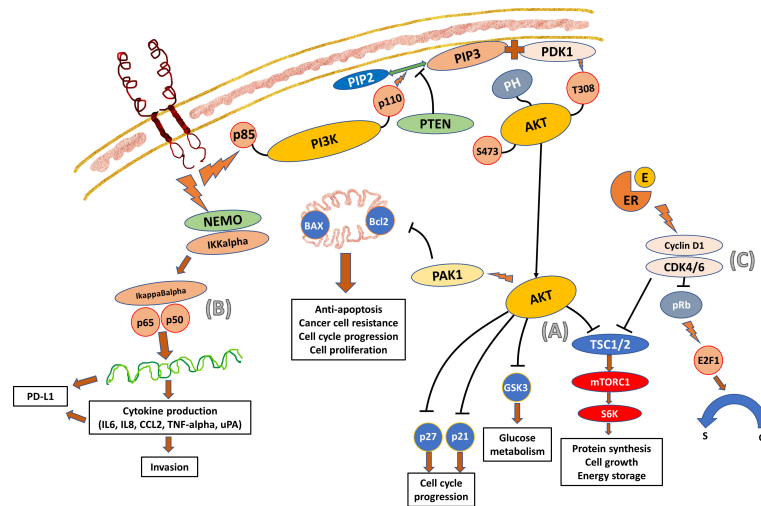 PIP3
PDK1
PIP2
PH
T308
p110
p85
PI3K
PTEN
AKT
S473
E
ER
NEMO
IKKalpha
BAX
Bcl2
Cyclin D1
CDK4/6
(C)
PAK1
IkappaBalpha
p65
p50
(B)
AKT
(A)
pRb
Anti-apoptosis
Cancer cell resistance
Cell cycle progression
Cell proliferation
TSC1/2
E2F1
mTORC1
GSK3
PD-L1
Cytokine production
(IL6, IL8, CCL2, TNF-alpha, uPA)
S6K
p27
p21
Glucose
metabolism
S
Protein synthesis
Cell growth
Energy storage
Invasion
Cell cycle
progression